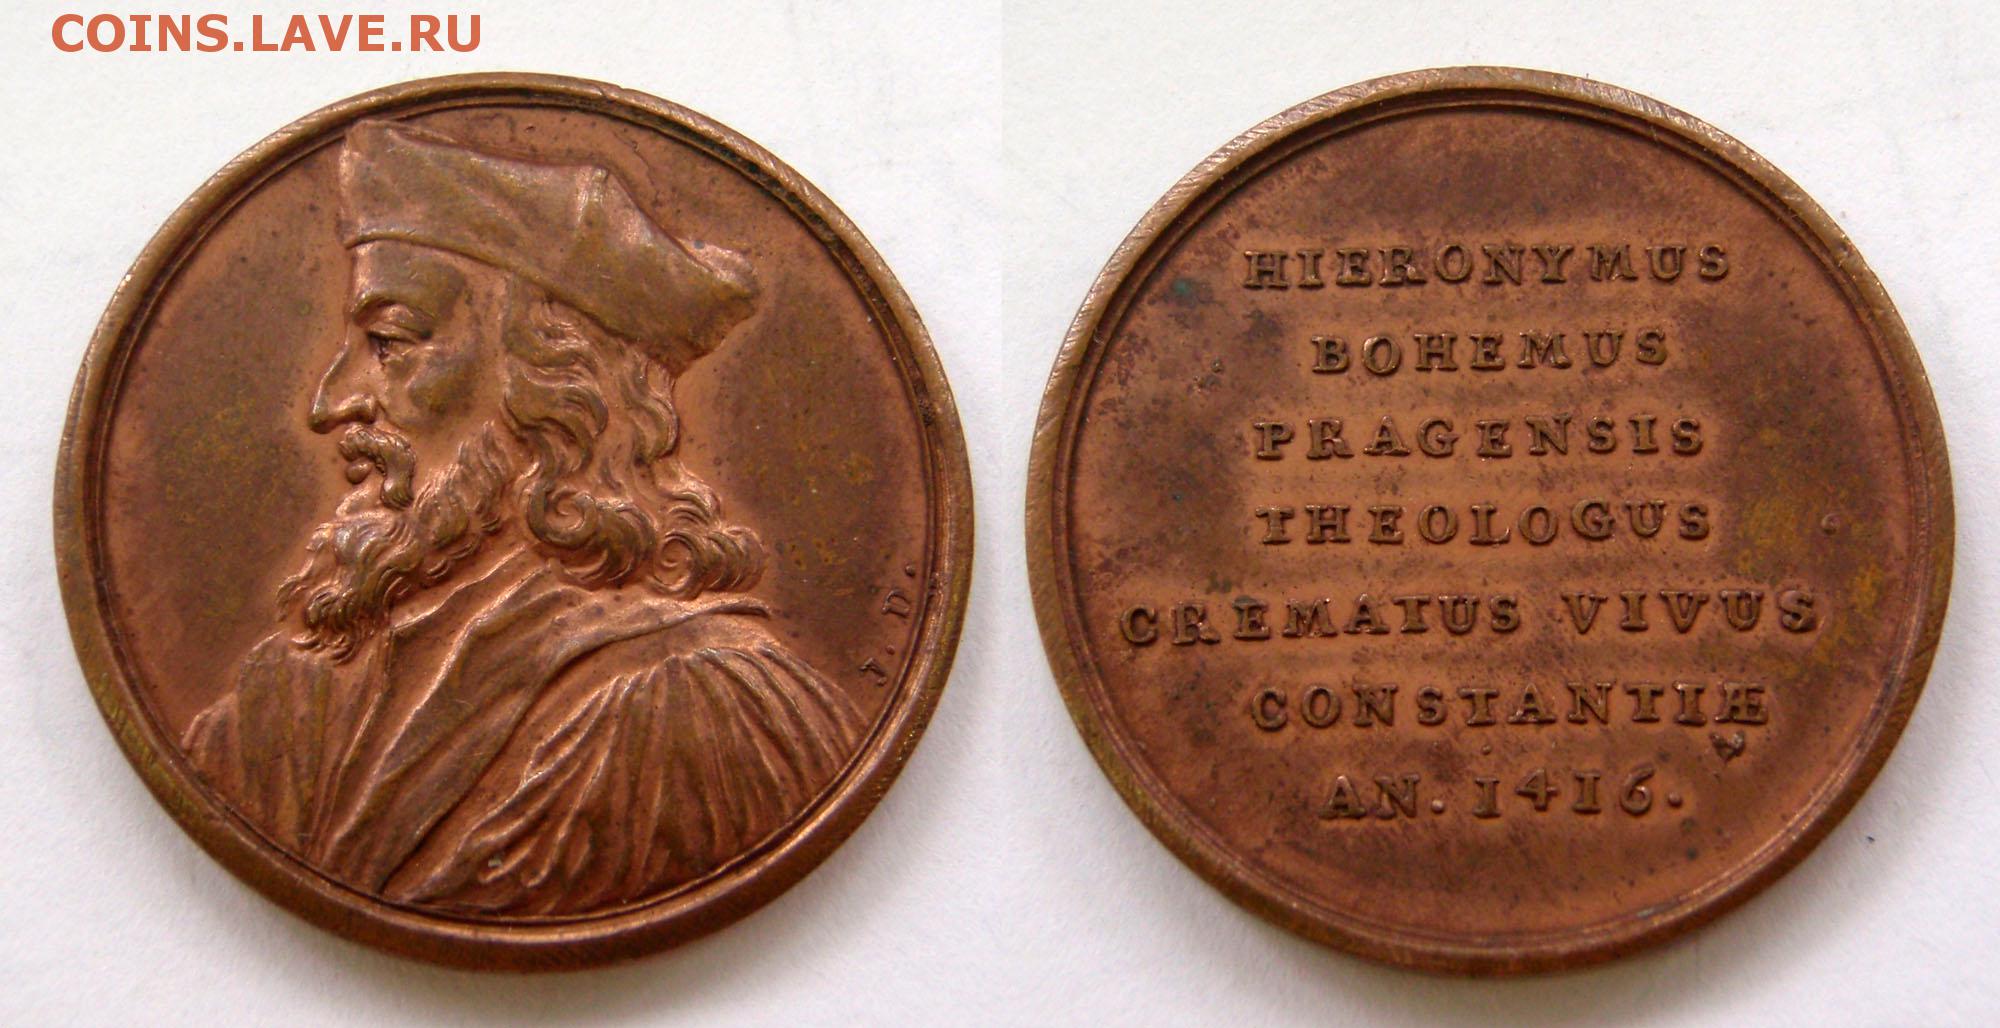 COINS.LAVE.RU
J. D.
HIERONYMUS
BOHEMUS
PRAGENSIS
THEOLOGUS
CREMATUS VIVUS
CONSTANTIÆ
AN. 1416.